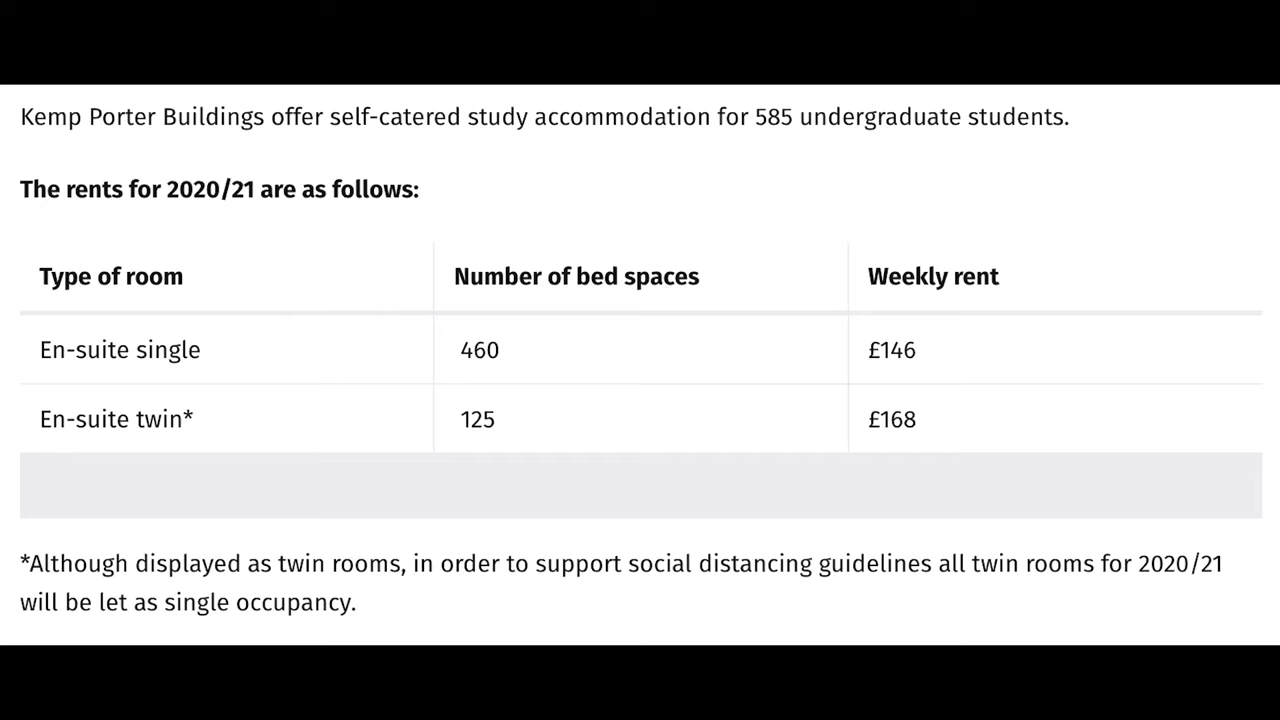 Kemp Porter Buildings offer self-catered study accommodation for 585 undergraduate students.
The rents for 2020/21 are as follows:
Type of room Number of bed spaces Weekly rent
En-suite single 460 £146
En-suite twin* 125 £168
*Although displayed as twin rooms, in order to support social distancing guidelines all twin rooms for 2020/21
will be let as single occupancy.